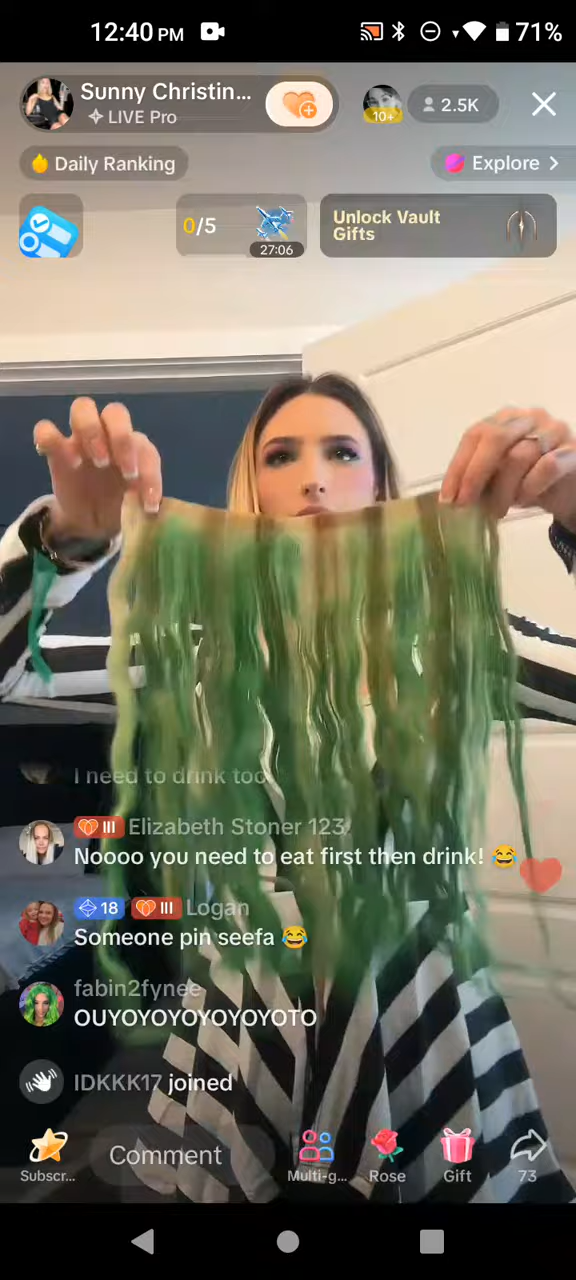 12:40 PM
71%
Sunny Christin...
LIVE Pro
10+
2.5K
Daily Ranking
Explore >
0/5
27:06
Unlock Vault
Gifts
I need to drink too
III Elizabeth Stoner 123
Noooo you need to eat first then drink! 😂
18 III Logan
Someone pin seefa 😂
fabin2fynee
OUYOYOYOYOYOYOTO
IDKKK17 joined
Comment
Subscr...
Multi-g...
Rose
Gift
73